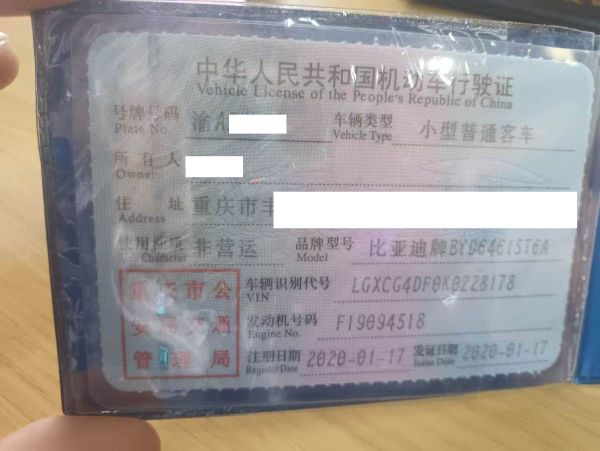 中华人民共和国机动车行驶证
Vehicle License of the People's Republic of China
号牌号码 渝A 车辆类型 小型普通客车
Plate No. Vehicle Type
所有人
Owner
住 址 重庆市丰
Address
使用性质 非营运 品牌型号 比亚迪牌BYD6461ST6A
Use Character Model
重庆市公 车辆识别代号 LGXCG4DF0K0228178
VIN
安局交通 发动机号码 F19094518
Engine No.
管理局 注册日期 2020-01-17 发证日期 2020-01-17
Register Date Issue Date